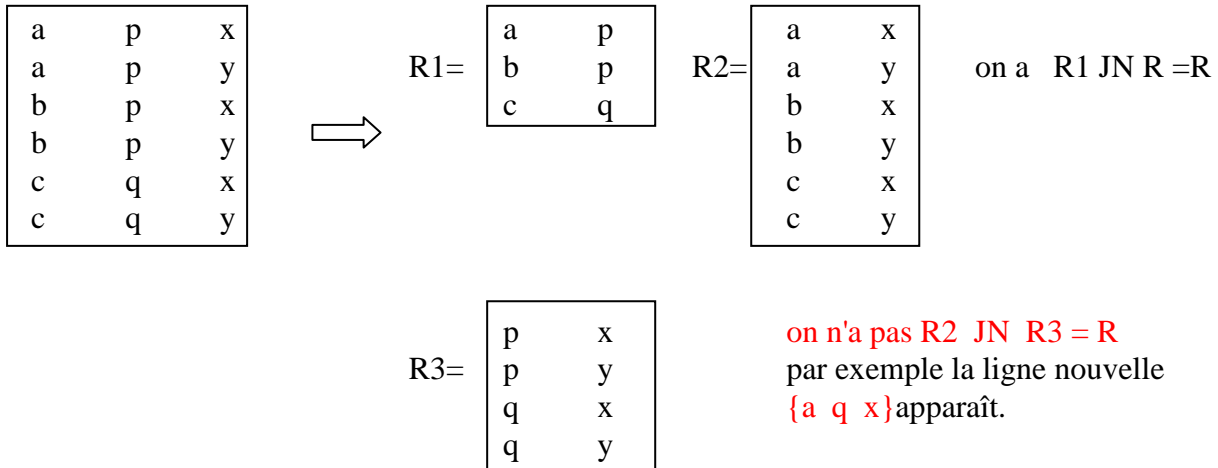 a p x
a p y
b p x
b p y
c q x
c q y
R1=
a p
b p
c q
R2=
a x
a y
b x
b y
c x
c y
on a R1 JN R =R
R3=
p x
p y
q x
q y
on n'a pas R2 JN R3 = R
par exemple la ligne nouvelle
{a q x}apparaît.